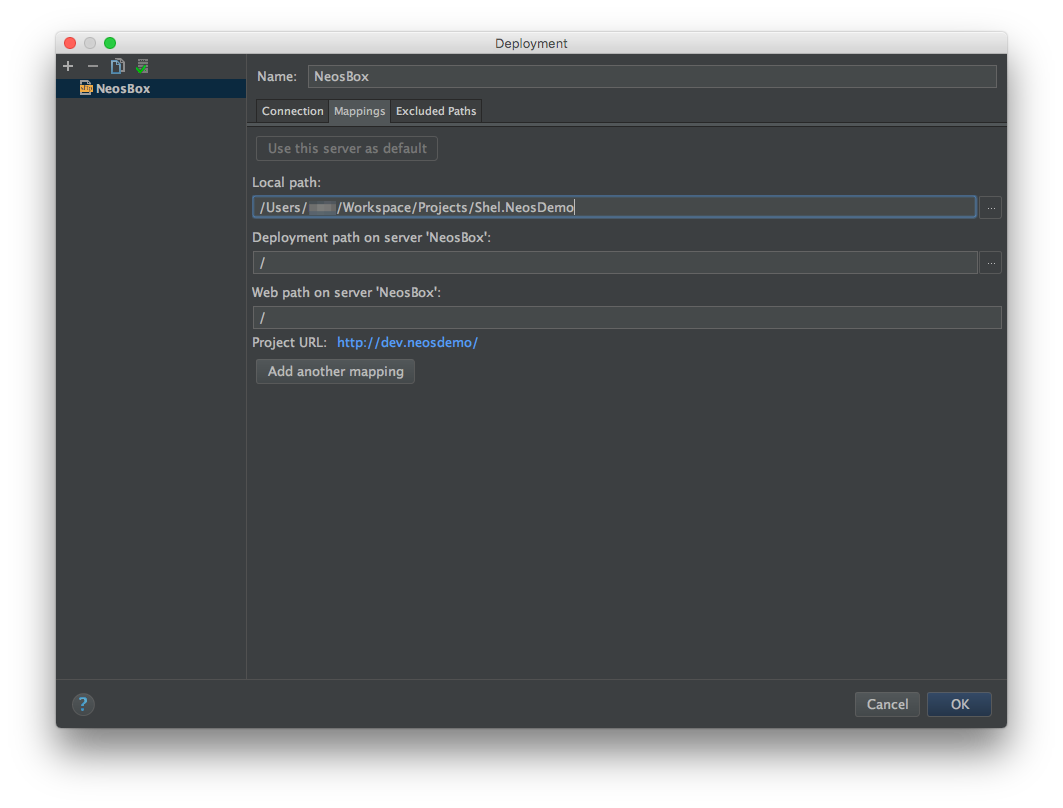 Deployment
NeosBox
Name: NeosBox
Connection Mappings Excluded Paths
Use this server as default
Local path:
/Users/ /Workspace/Projects/Shel.NeosDemo
...
Deployment path on server 'NeosBox':
/
...
Web path on server 'NeosBox':
/
Project URL: http://dev.neosdemo/
Add another mapping
? Cancel OK